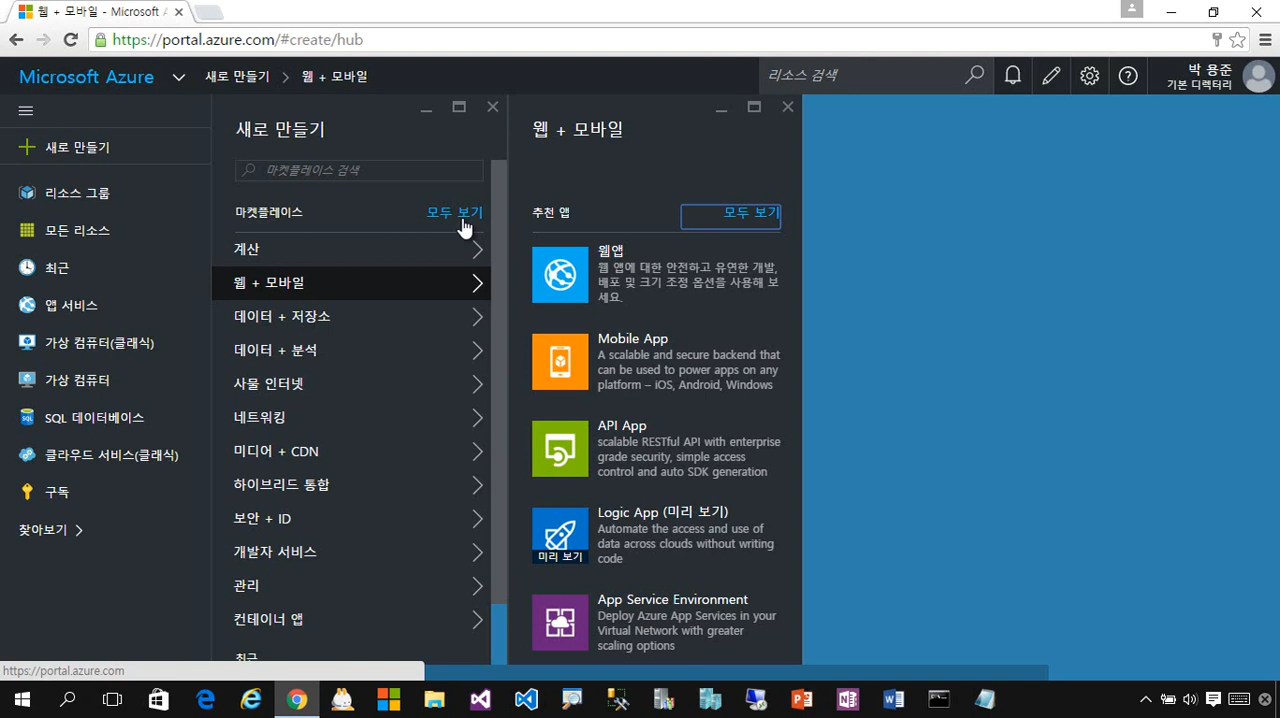 웹 + 모바일 - Microsoft A
https://portal.azure.com/#create/hub
Microsoft Azure
새로 만들기 > 웹 + 모바일
리소스 검색
박 용준
기본 디렉터리
새로 만들기
리소스 그룹
모든 리소스
최근
앱 서비스
가상 컴퓨터(클래식)
가상 컴퓨터
SQL 데이터베이스
클라우드 서비스(클래식)
구독
찾아보기 >
새로 만들기
마켓플레이스 검색
마켓플레이스 모두 보기
계산
웹 + 모바일
데이터 + 저장소
데이터 + 분석
사물 인터넷
네트워킹
미디어 + CDN
하이브리드 통합
보안 + ID
개발자 서비스
관리
컨테이너 앱
최근
웹 + 모바일
추천 앱 모두 보기
웹앱
웹 앱에 대한 안전하고 유연한 개발,
배포 및 크기 조정 옵션을 사용해 보
세요.
Mobile App
A scalable and secure backend that
can be used to power apps on any
platform – iOS, Android, Windows
API App
scalable RESTful API with enterprise
grade security, simple access
control and auto SDK generation
Logic App (미리 보기)
Automate the access and use of
data across clouds without writing
code
미리 보기
App Service Environment
Deploy Azure App Services in your
Virtual Network with greater
scaling options
https://portal.azure.com